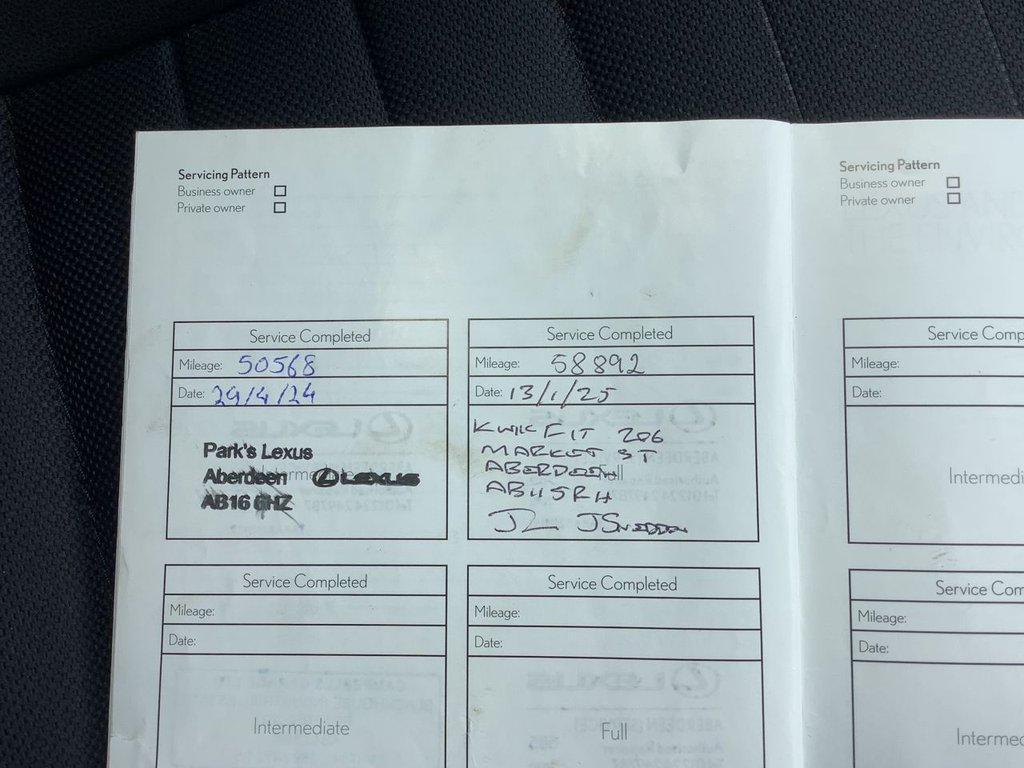 Servicing Pattern
Business owner
Private owner
Servicing Pattern
Business owner
Private owner
Service Completed
Mileage: 50568
Date: 29/4/24
Park's Lexus
Aberdeen LEXUS
AB16 6HZ
Service Completed
Mileage: 58892
Date: 13/1/25
KWIK FIT 206
MARKET ST
ABERDEEN
AB11 5RH
Service Comp
Mileage:
Date:
Intermedi
Service Completed
Mileage:
Date:
Intermediate
Service Completed
Mileage:
Date:
Full
Service Com
Mileage:
Date:
Interme